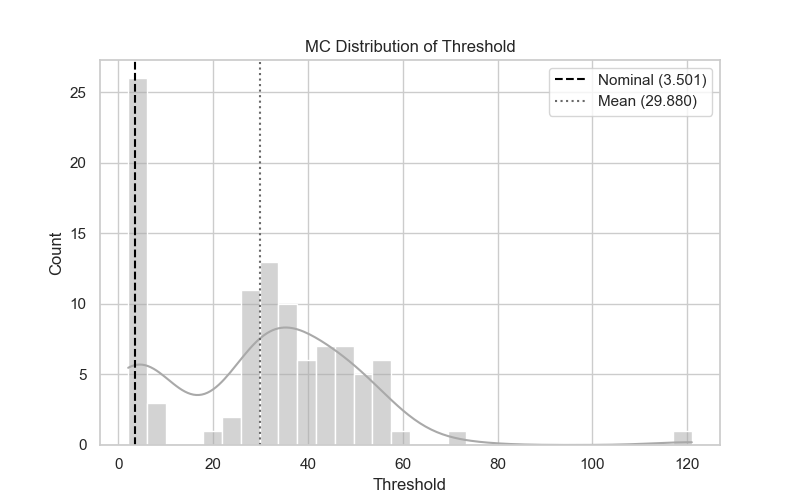 MC Distribution of Threshold
Nominal (3.501)
Mean (29.880)
Count
25
20
15
10
5
0
0 20 40 60 80 100 120
Threshold